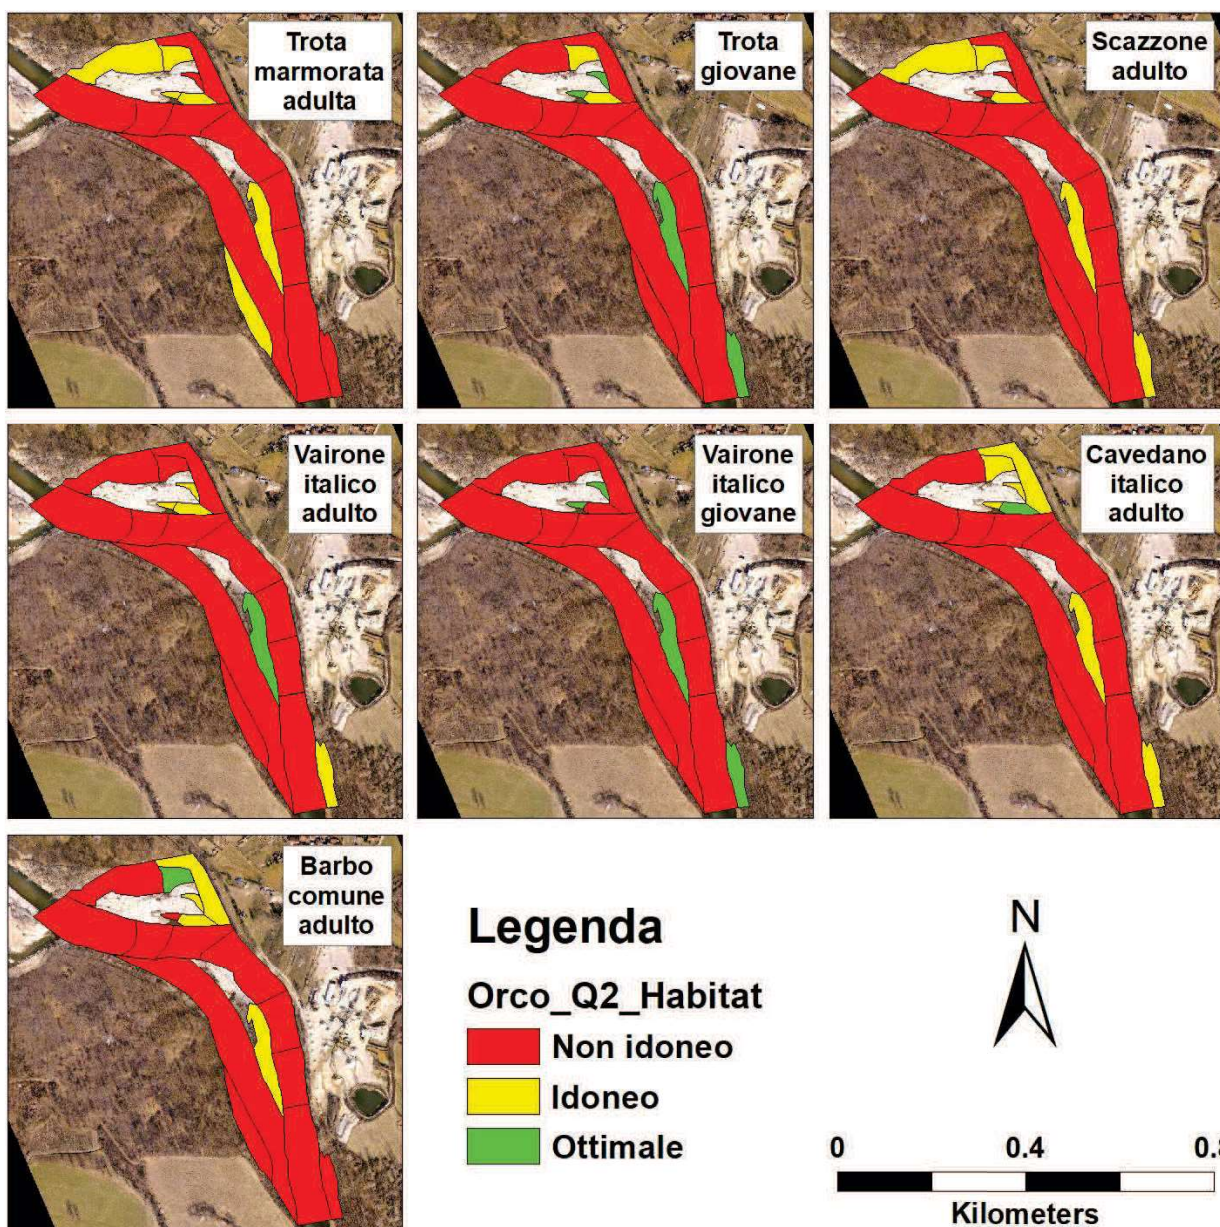 Trota
marmorata
adulta
Trota
giovane
Scazzone
adulto
Vairone
italico
adulto
Vairone
italico
giovane
Cavedano
italico
adulto
Barbo
comune
adulto
Legenda
Orco_Q2_Habitat
Non idoneo
Idoneo
Ottimale
N
0 0.4
Kilometers